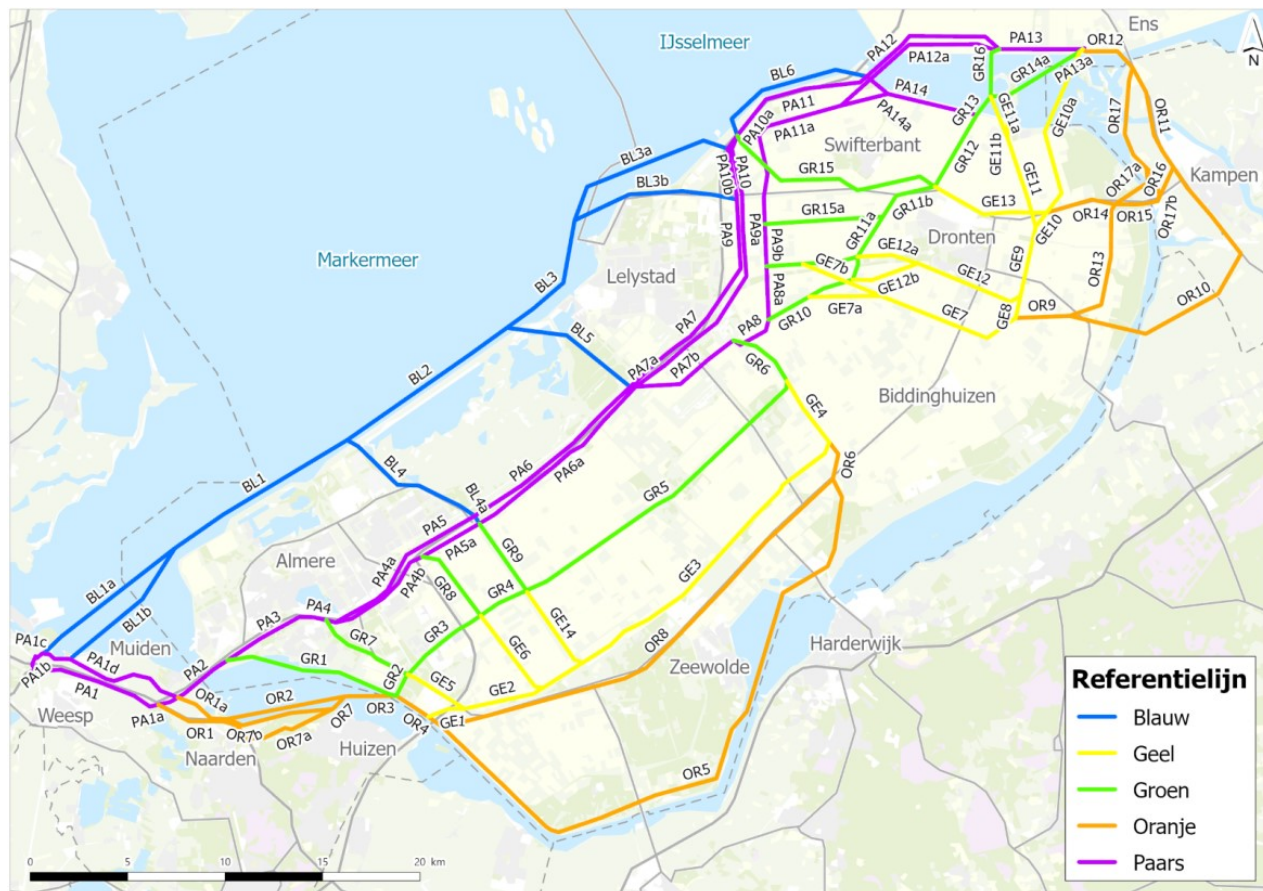 Ens
IJsselmeer
PA12
PA13
OR12
N
PA12a
GR16
GR14a
PA13a
BL6
PA14
PA11
GR13
GE11a
GE10a
OR17
OR11
PA10a
PA11a
PA14a
Swifterbant
GR12
GE11b
BL3a
PA10
PA10b
OR17a
OR16
Kampen
BL3b
GR15
GE11
GR15a
GR11b
GE13
OR14
OR15
OR17b
Markermeer
PA9
PA9a
GR11a
Dronten
GE10
PA9b
GE12a
GE9
BL3
Lelystad
GE7b
GE12
OR13
PA8a
GE12b
OR10
PA7
GR10
GE7a
GE7
GE8
OR9
BL5
PA8
BL2
PA7a
PA7b
GR6
GE4
Biddinghuizen
BL4
PA6
PA6a
OR6
BL1
BL4a
GR5
PA5
PA5a
Almere
PA4a
PA4b
GR9
BL1a
BL1b
GR8
GR4
GE3
PA4
PA3
GR3
GE14
PA1c
Muiden
GR7
GE6
OR8
Harderwijk
PA1b
PA1d
PA2
GR1
GR2
Zeewolde
PA1
OR1a
OR2
GE5
GE2
Weesp
PA1a
OR3
OR4
GE1
OR1
OR7b
OR7
OR7a
Naarden
Huizen
OR5
Referentielijn
Blauw
Geel
Groen
Oranje
Paars
0 5 10 15 20 km